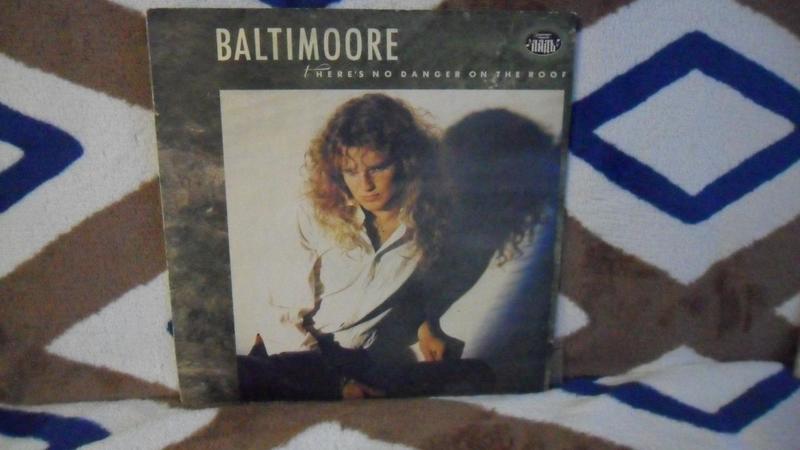 BALTIMOORE
tHERE'S NO DANGER ON THE ROOF